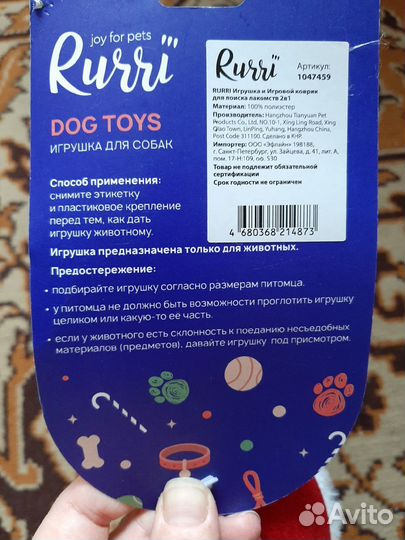 joy for pets
Rurri
DOG TOYS
ИГРУШКА ДЛЯ СОБАК
Способ применения:
снимите этикетку
и пластиковое крепление
перед тем, как дать
игрушку животному.
Игрушка предназначена только для животных.
Предостережение:
• подбирайте игрушку согласно размерам питомца.
• у питомца не должно быть возможности проглотить игрушку
целиком или какую-то ее часть.
• если у животного есть склонность к поеданию несъедобных
материалов (предметов), давайте игрушку под присмотром.
Rurri
Артикул:
1047459
RURRI Игрушка и Игровой коврик
для поиска лакомств 2в1
Материал: 100% полиэстер
Производитель: Hangzhou Tianyuan Pet
Products Co., Ltd, NO.10-1, Xing Ling Road, Xing
Qiao Town, LinPing, Yuhang, Hangzhou China,
Post Code 311100. Сделано в КНР.
Импортер: ООО «Эфлайн» 198188,
г. Санкт-Петербург, ул. Зайцева, д. 41, лит. А,
пом. 17-Н109, оф. 530
Товар не подлежит обязательной
сертификации
Срок годности не ограничен
4 680368 214873
Avito